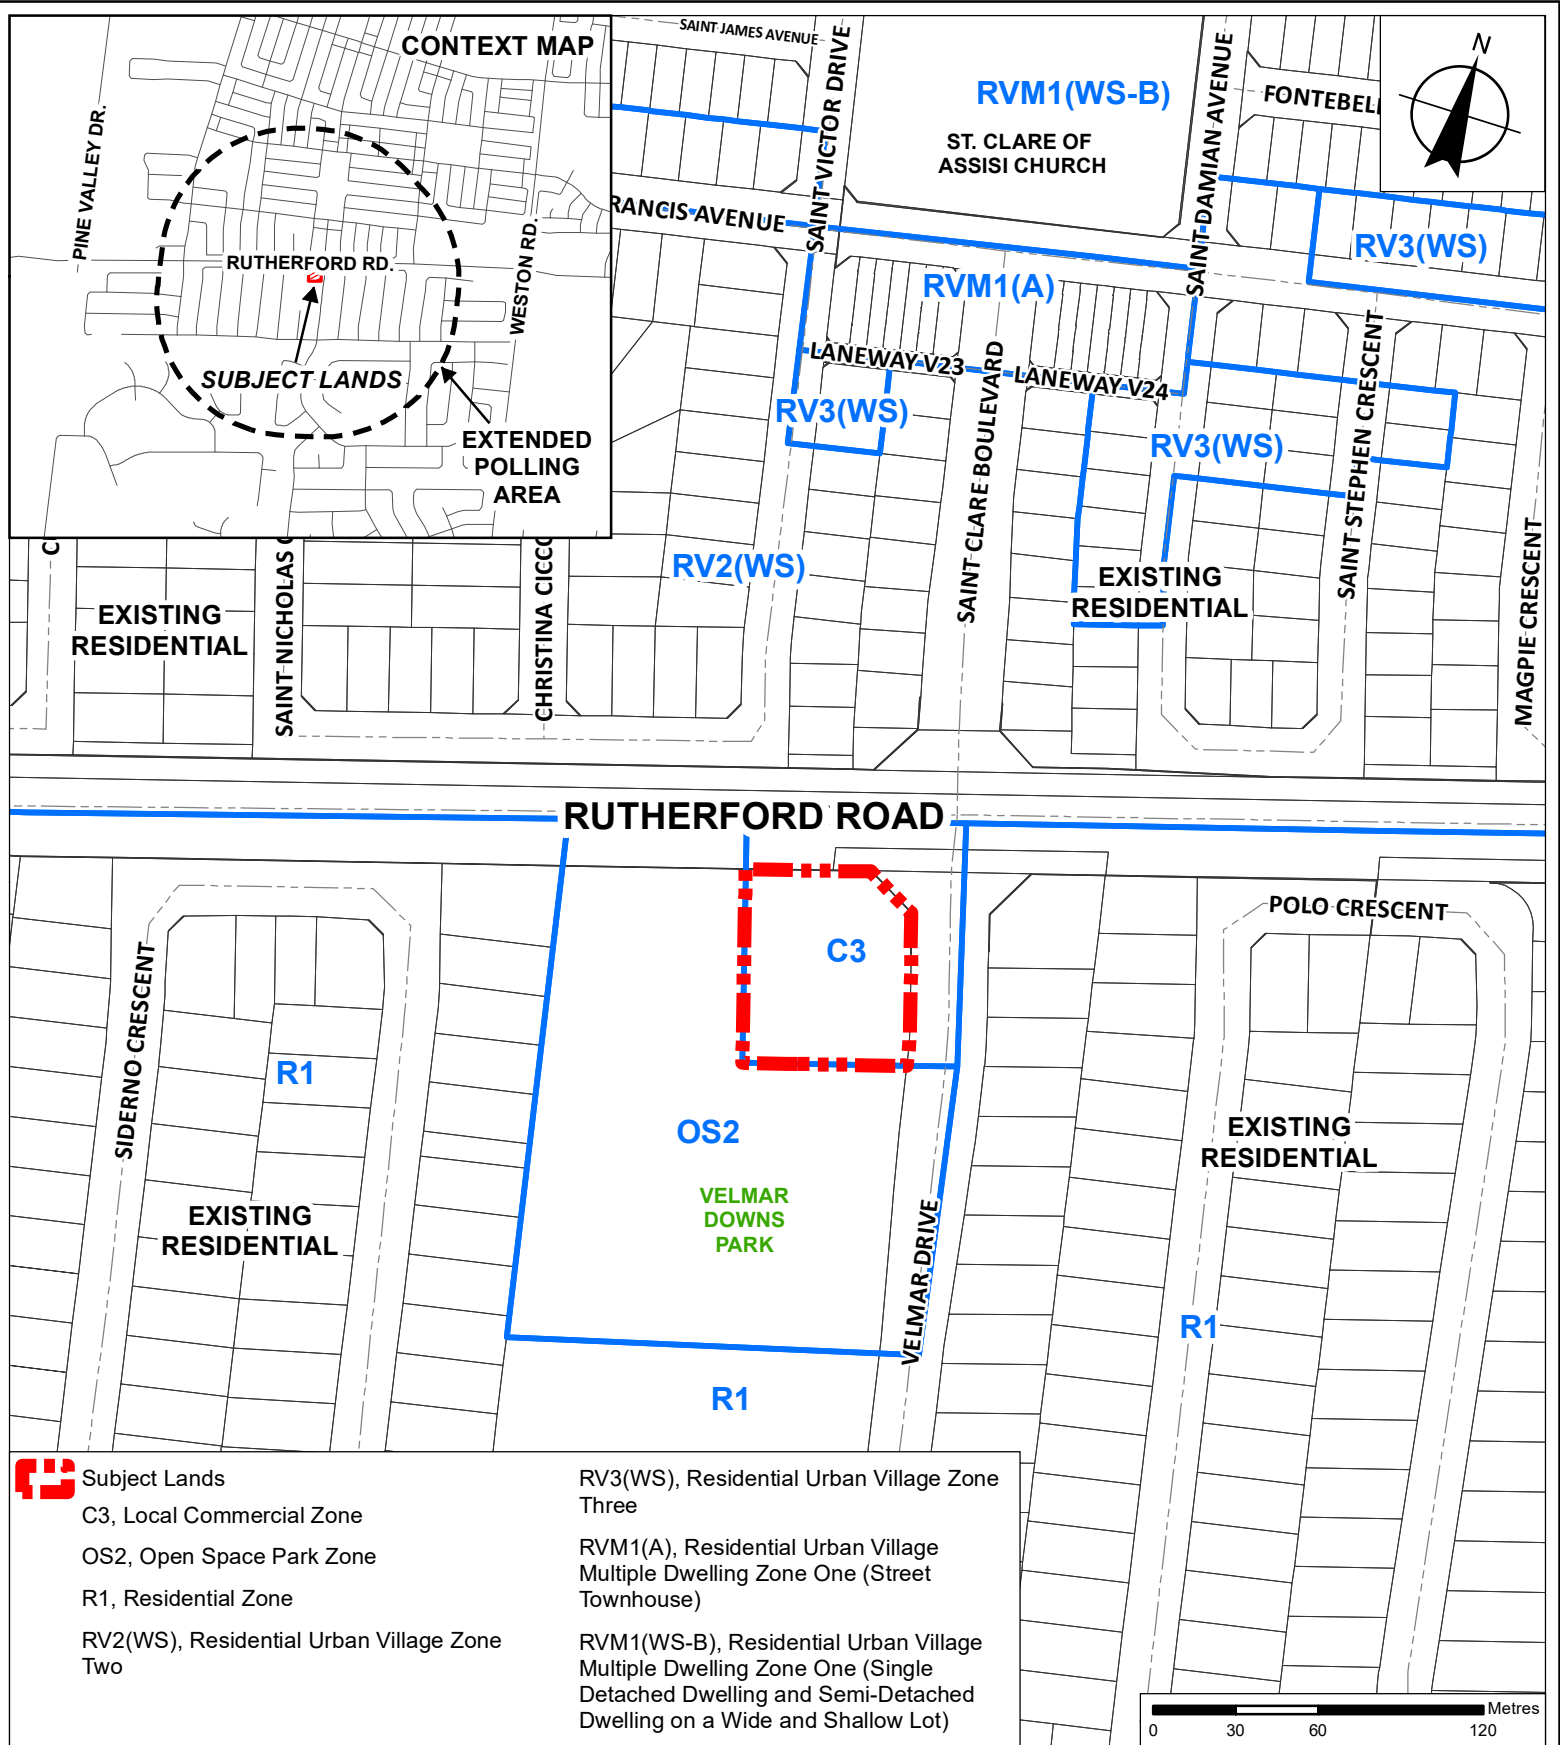 CONTEXT MAP
PINE VALLEY DR.
RUTHERFORD RD.
WESTON RD.
SUBJECT LANDS
EXTENDED
POLLING
AREA
SAINT JAMES AVENUE
SAINT VICTOR DRIVE
RVM1(WS-B)
ST. CLARE OF
ASSISI CHURCH
SAINT DAMIAN AVENUE
FONTEBEL
N
RANCIS AVENUE
RV3(WS)
RVM1(A)
LANEWAY V23
LANEWAY V24
RV3(WS)
RV3(WS)
SAINT CLARE BOULEVARD
SAINT STEPHEN CRESCENT
MAGPIE CRESCENT
RV2(WS)
EXISTING
RESIDENTIAL
SAINT NICHOLAS C
CHRISTINA CICCO
EXISTING
RESIDENTIAL
RUTHERFORD ROAD
POLO CRESCENT
C3
SIDERNO CRESCENT
R1
OS2
VELMAR
DOWNS
PARK
EXISTING
RESIDENTIAL
EXISTING
RESIDENTIAL
VELMAR DRIVE
R1
R1
Subject Lands
C3, Local Commercial Zone
OS2, Open Space Park Zone
R1, Residential Zone
RV2(WS), Residential Urban Village Zone
Two
RV3(WS), Residential Urban Village Zone
Three
RVM1(A), Residential Urban Village
Multiple Dwelling Zone One (Street
Townhouse)
RVM1(WS-B), Residential Urban Village
Multiple Dwelling Zone One (Single
Detached Dwelling and Semi-Detached
Dwelling on a Wide and Shallow Lot)
Metres
0 30 60 120